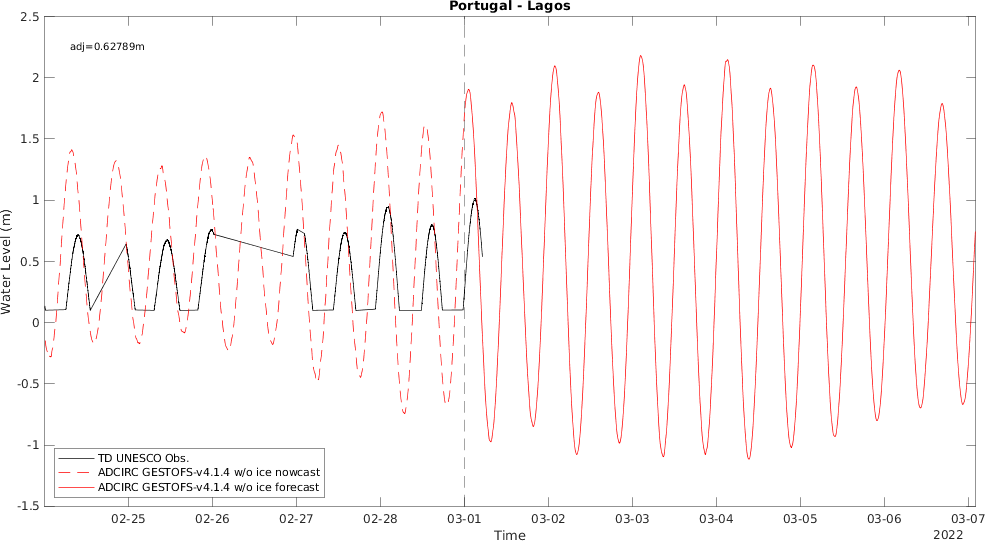 Portugal - Lagos
adj=0.62789m
Water Level (m)
2.5
2
1.5
1
0.5
0
-0.5
-1
-1.5
TD UNESCO Obs.
ADCIRC GESTOFS-v4.1.4 w/o ice nowcast
ADCIRC GESTOFS-v4.1.4 w/o ice forecast
02-25 02-26 02-27 02-28 03-01 03-02 03-03 03-04 03-05 03-06 03-07
Time
2022